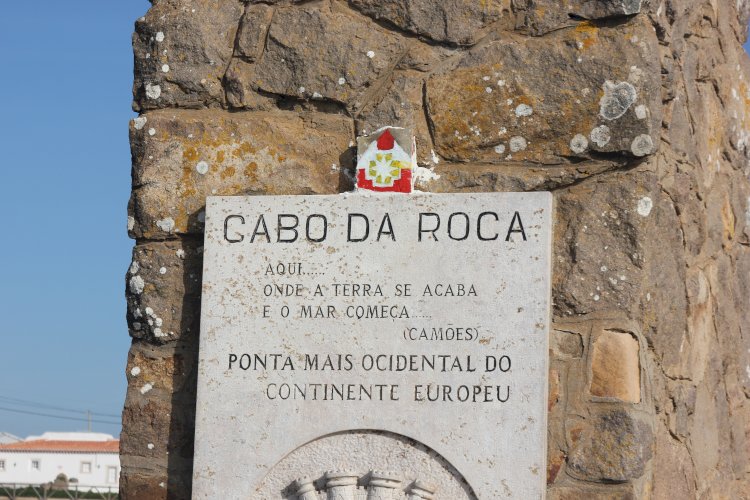 CABO DA ROCA
AQUI.....
ONDE A TERRA SE ACABA
E O MAR COMEÇA.....
(CAMÕES)
PONTA MAIS OCIDENTAL DO
CONTINENTE EUROPEU